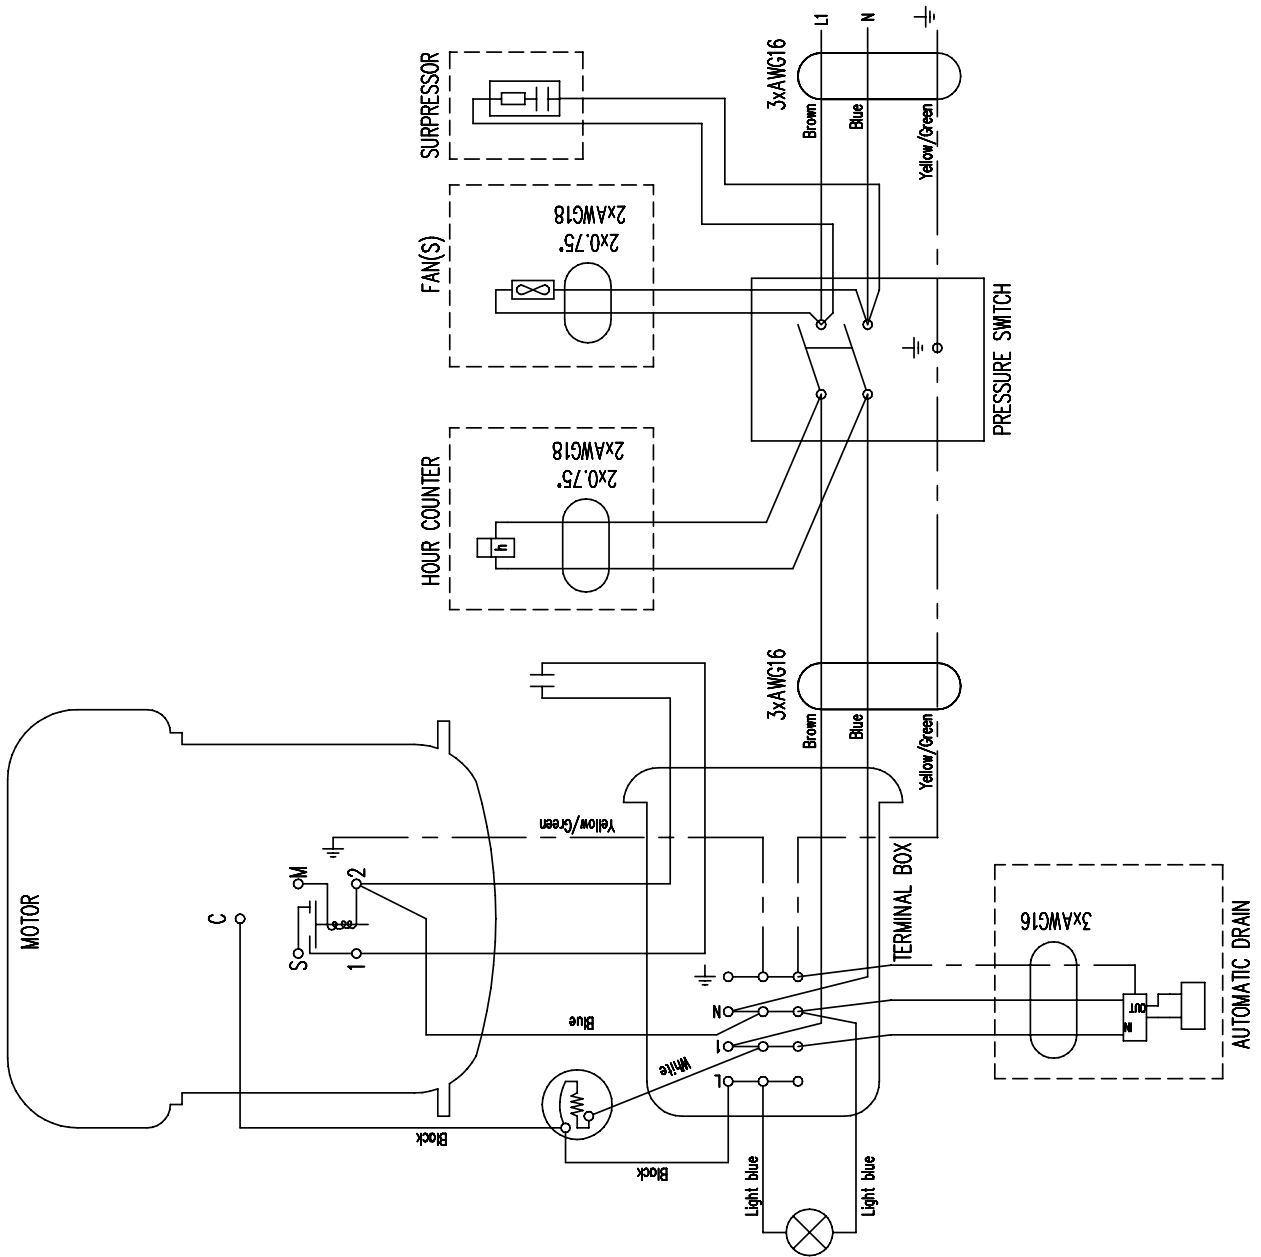 L1
N
3xAWG16
Brown
Blue
Yellow/Green
SURPRESSOR
FAN(S)
2xAWG18
2x0.75°
PRESSURE SWITCH
HOUR COUNTER
2xAWG18
2x0.75°
h
3xAWG16
Brown
Blue
Yellow/Green
MOTOR
C
M
2
S
1
Yellow/Green
TERMINAL BOX
N
1
L
Blue
White
Black
Black
Light blue
Light blue
3xAWG16
IN
OUT
AUTOMATIC DRAIN